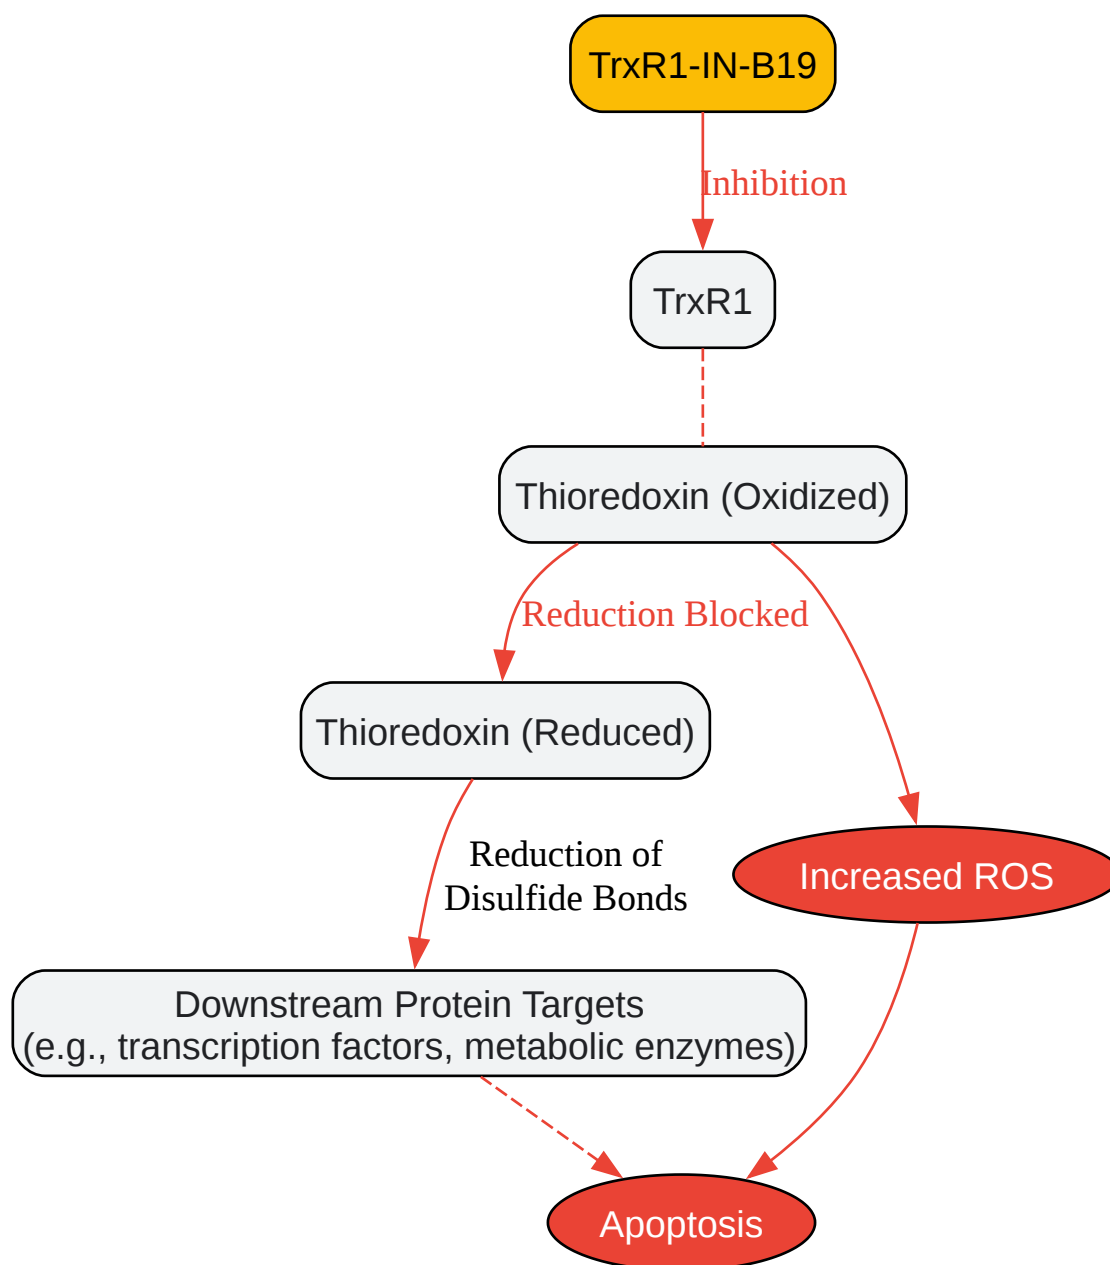 TrxR1-IN-B19
Inhibition
TrxR1
Thioredoxin (Oxidized)
Reduction Blocked
Thioredoxin (Reduced)
Reduction of
Disulfide Bonds
Increased ROS
Downstream Protein Targets
(e.g., transcription factors, metabolic enzymes)
Apoptosis